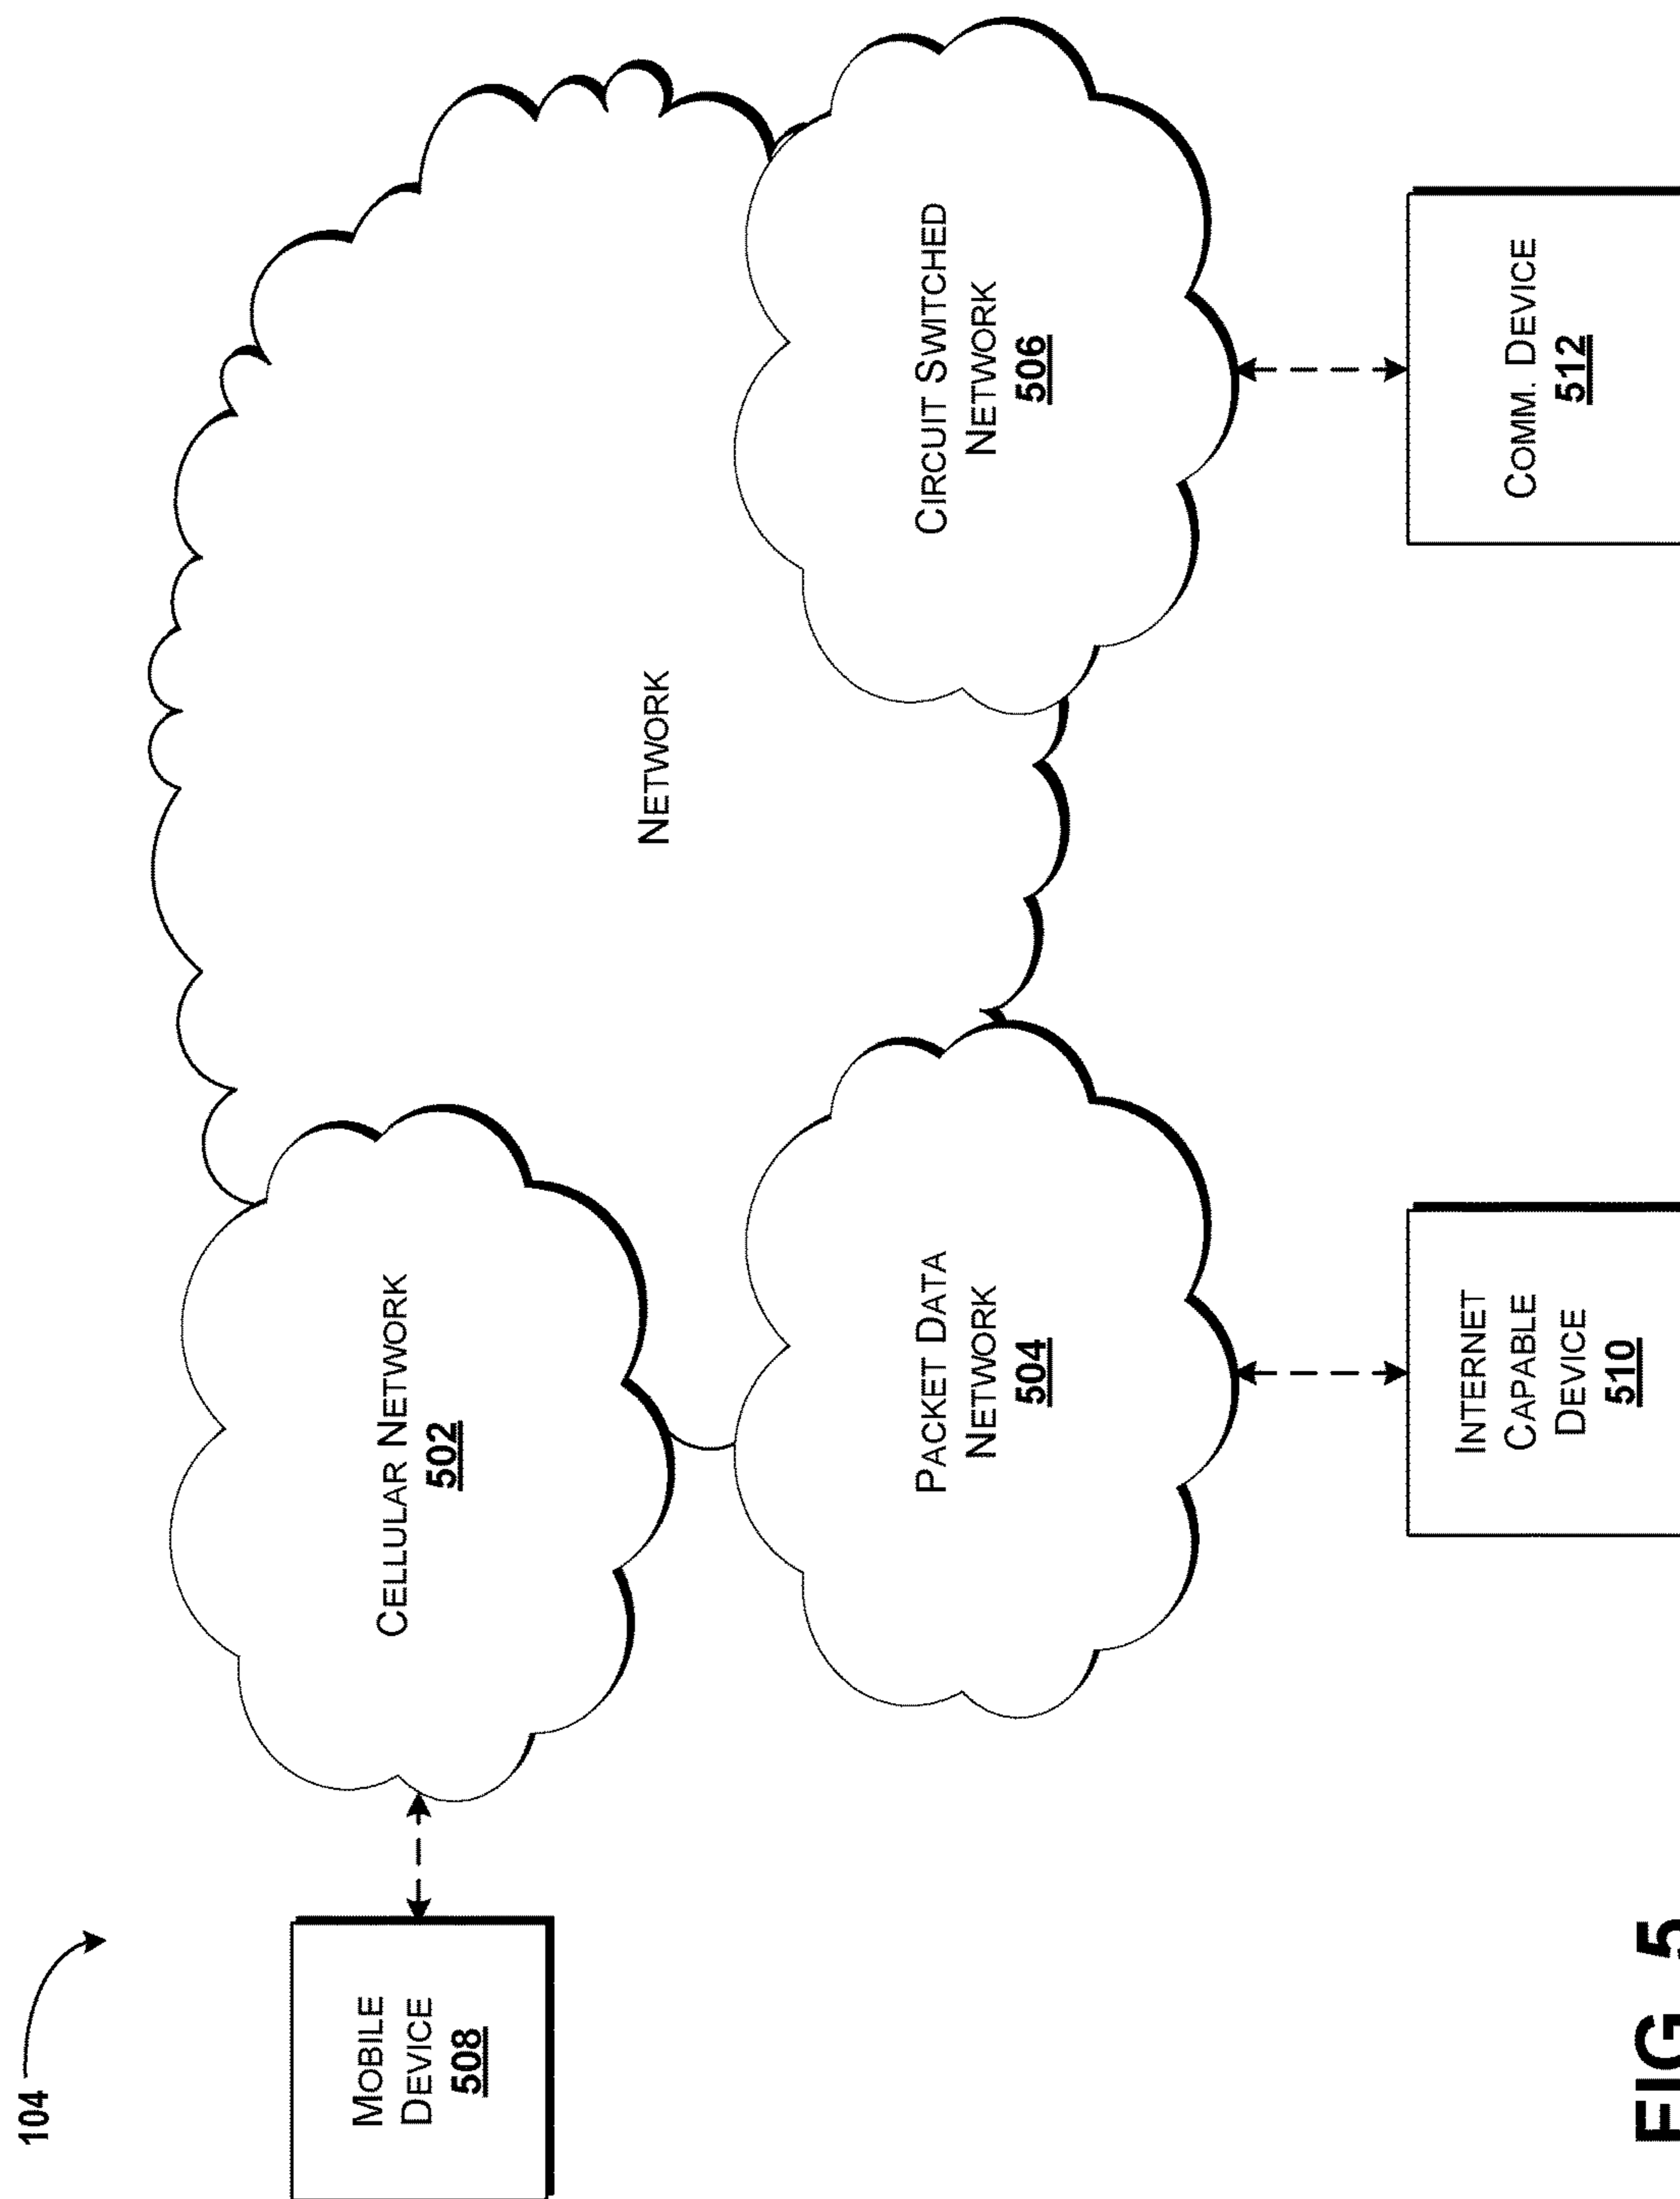 104
MOBILE
DEVICE
508
CELLULAR NETWORK
502
NETWORK
PACKET DATA
NETWORK
504
CIRCUIT SWITCHED
NETWORK
506
INTERNET
CAPABLE
DEVICE
510
COMM. DEVICE
512
FIG. 5